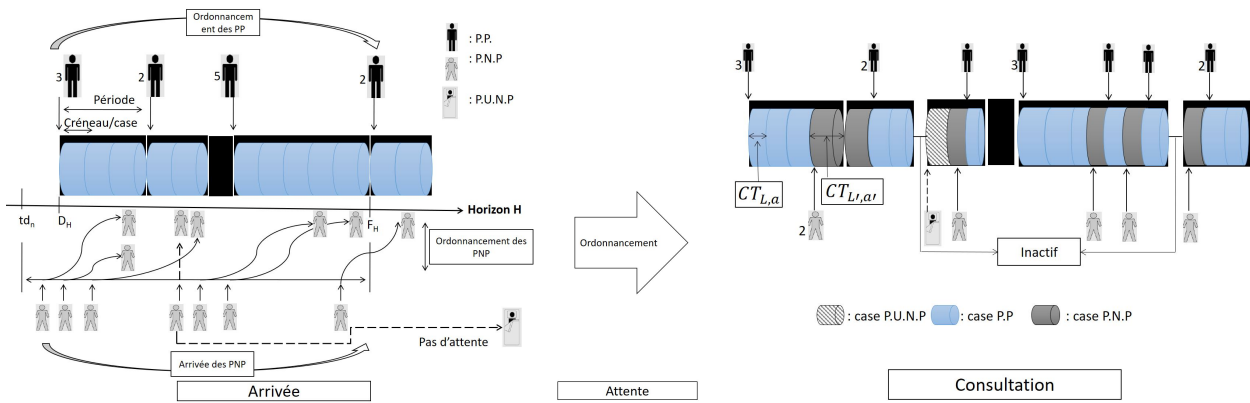 Ordonnancem
ent des PP
: P.P.
: P.N.P
: P.U.N.P
3
2
5
2
Période
Créneau/case
td_n
D_H
F_H
Horizon H
Ordonnancement des
PNP
Pas d'attente
Arrivée des PNP
Arrivée
Ordonnancement
Attente
3
2
3
2
CT_{L,a}
CT_{L',a'}
2
Inactif
: case P.U.N.P
: case P.P
: case P.N.P
Consultation